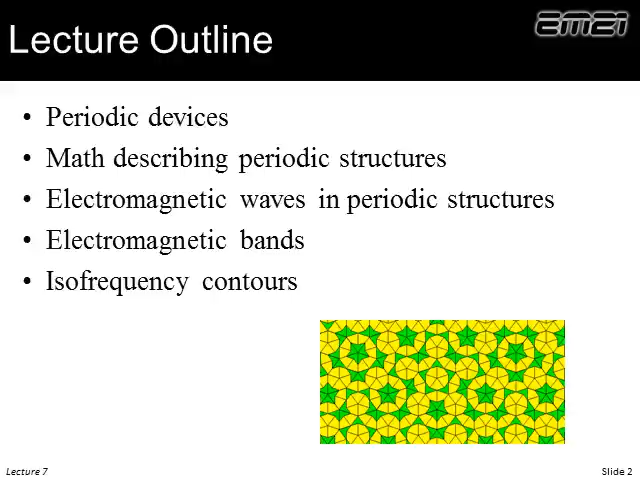 Lecture Outline
EM21
• Periodic devices
• Math describing periodic structures
• Electromagnetic waves in periodic structures
• Electromagnetic bands
• Isofrequency contours
Lecture 7
Slide 2